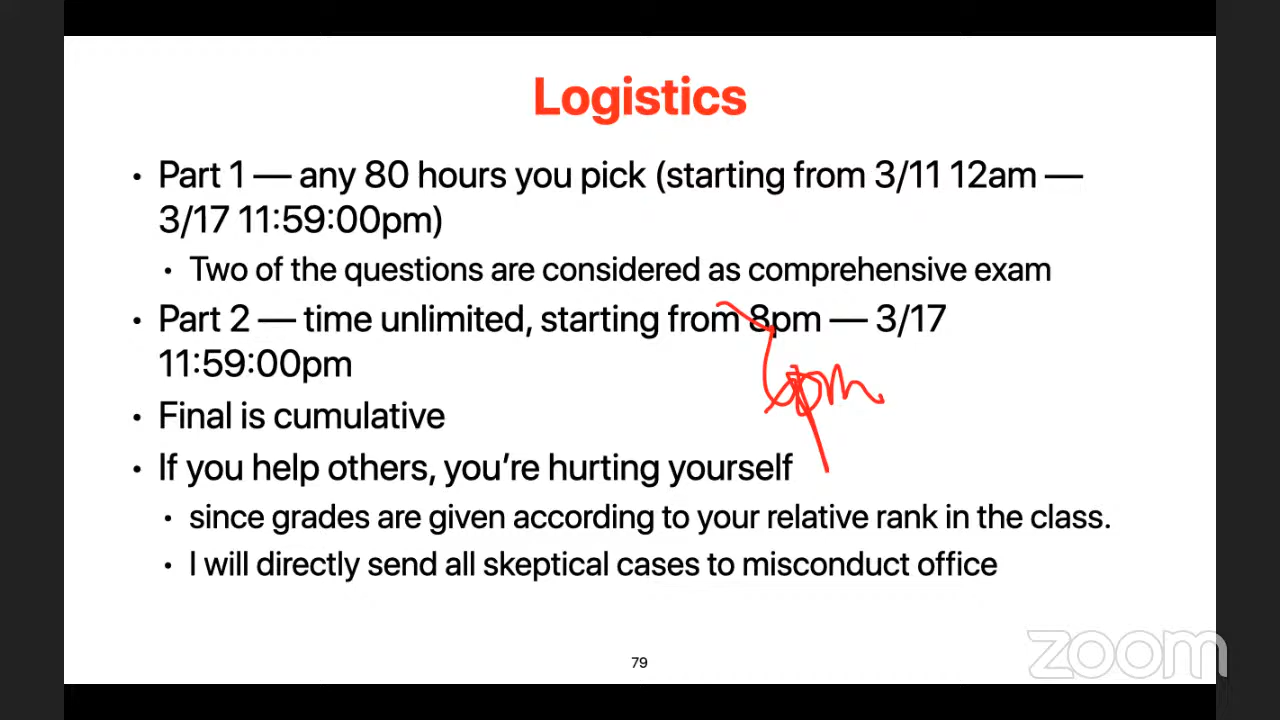 Logistics
• Part 1 — any 80 hours you pick (starting from 3/11 12am —
3/17 11:59:00pm)
• Two of the questions are considered as comprehensive exam
• Part 2 — time unlimited, starting from 8pm — 3/17
11:59:00pm
6pm
• Final is cumulative
• If you help others, you’re hurting yourself
• since grades are given according to your relative rank in the class.
• I will directly send all skeptical cases to misconduct office
79
zoom